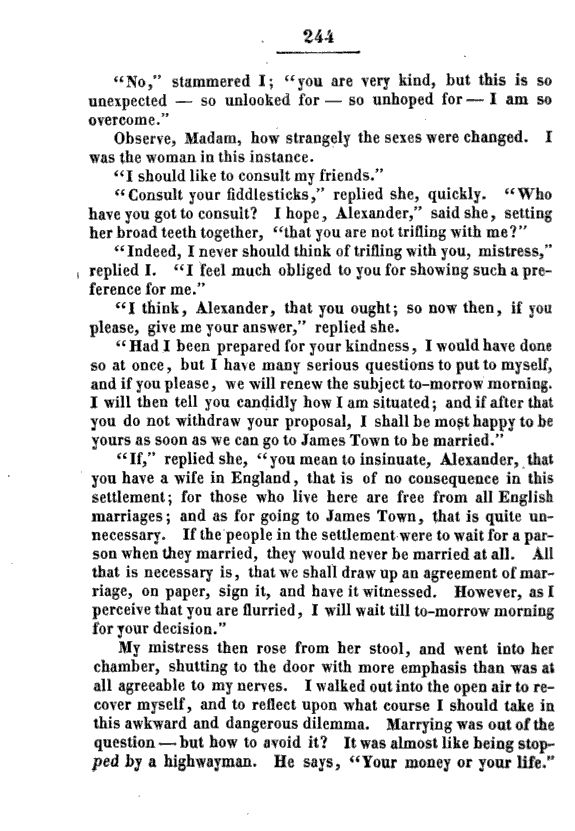 244
“No,” stammered I; “you are very kind, but this is so
unexpected — so unlooked for — so unhoped for — I am so
overcome.”
Observe, Madam, how strangely the sexes were changed. I
was the woman in this instance.
“I should like to consult my friends.”
“Consult your fiddlesticks,” replied she, quickly. “Who
have you got to consult? I hope, Alexander,” said she, setting
her broad teeth together, “that you are not trifling with me?”
“Indeed, I never should think of trifling with you, mistress,”
replied I. “I feel much obliged to you for showing such a pre-
ference for me.”
“I think, Alexander, that you ought; so now then, if you
please, give me your answer,” replied she.
“Had I been prepared for your kindness, I would have done
so at once, but I have many serious questions to put to myself,
and if you please, we will renew the subject to-morrow morning.
I will then tell you candidly how I am situated; and if after that
you do not withdraw your proposal, I shall be most happy to be
yours as soon as we can go to James Town to be married.”
“If,” replied she, “you mean to insinuate, Alexander, that
you have a wife in England, that is of no consequence in this
settlement; for those who live here are free from all English
marriages; and as for going to James Town, that is quite un-
necessary. If the people in the settlement were to wait for a par-
son when they married, they would never be married at all. All
that is necessary is, that we shall draw up an agreement of mar-
riage, on paper, sign it, and have it witnessed. However, as I
perceive that you are flurried, I will wait till to-morrow morning
for your decision.”
My mistress then rose from her stool, and went into her
chamber, shutting to the door with more emphasis than was at
all agreeable to my nerves. I walked out into the open air to re-
cover myself, and to reflect upon what course I should take in
this awkward and dangerous dilemma. Marrying was out of the
question — but how to avoid it? It was almost like being stop-
ped by a highwayman. He says, “Your money or your life.”